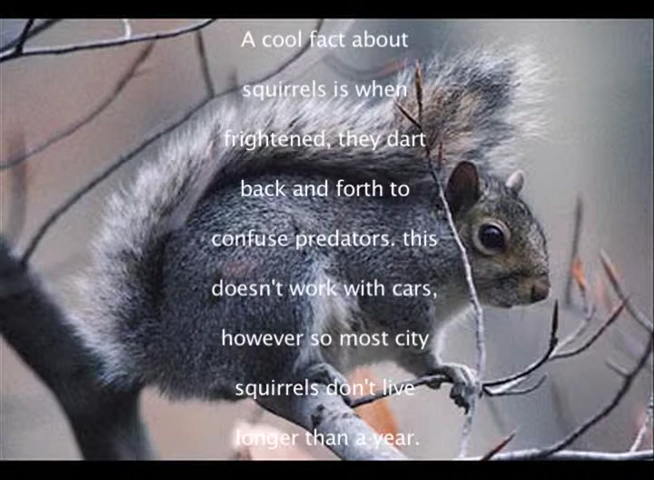 A cool fact about
squirrels is when
frightened, they dart
back and forth to
confuse predators. this
doesn't work with cars,
however so most city
squirrels don't live
longer than a year.